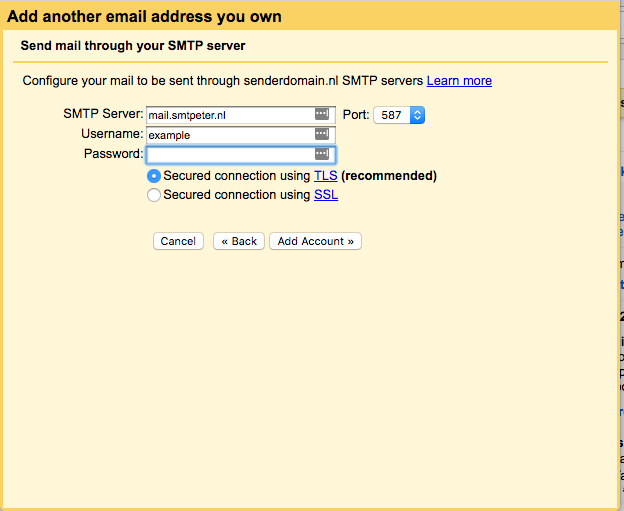 Add another email address you own
Send mail through your SMTP server
Configure your mail to be sent through senderdomain.nl SMTP servers Learn more
SMTP Server: mail.smtpeter.nl Port: 587
Username: example
Password:
Secured connection using TLS (recommended)
Secured connection using SSL
Cancel « Back Add Account »